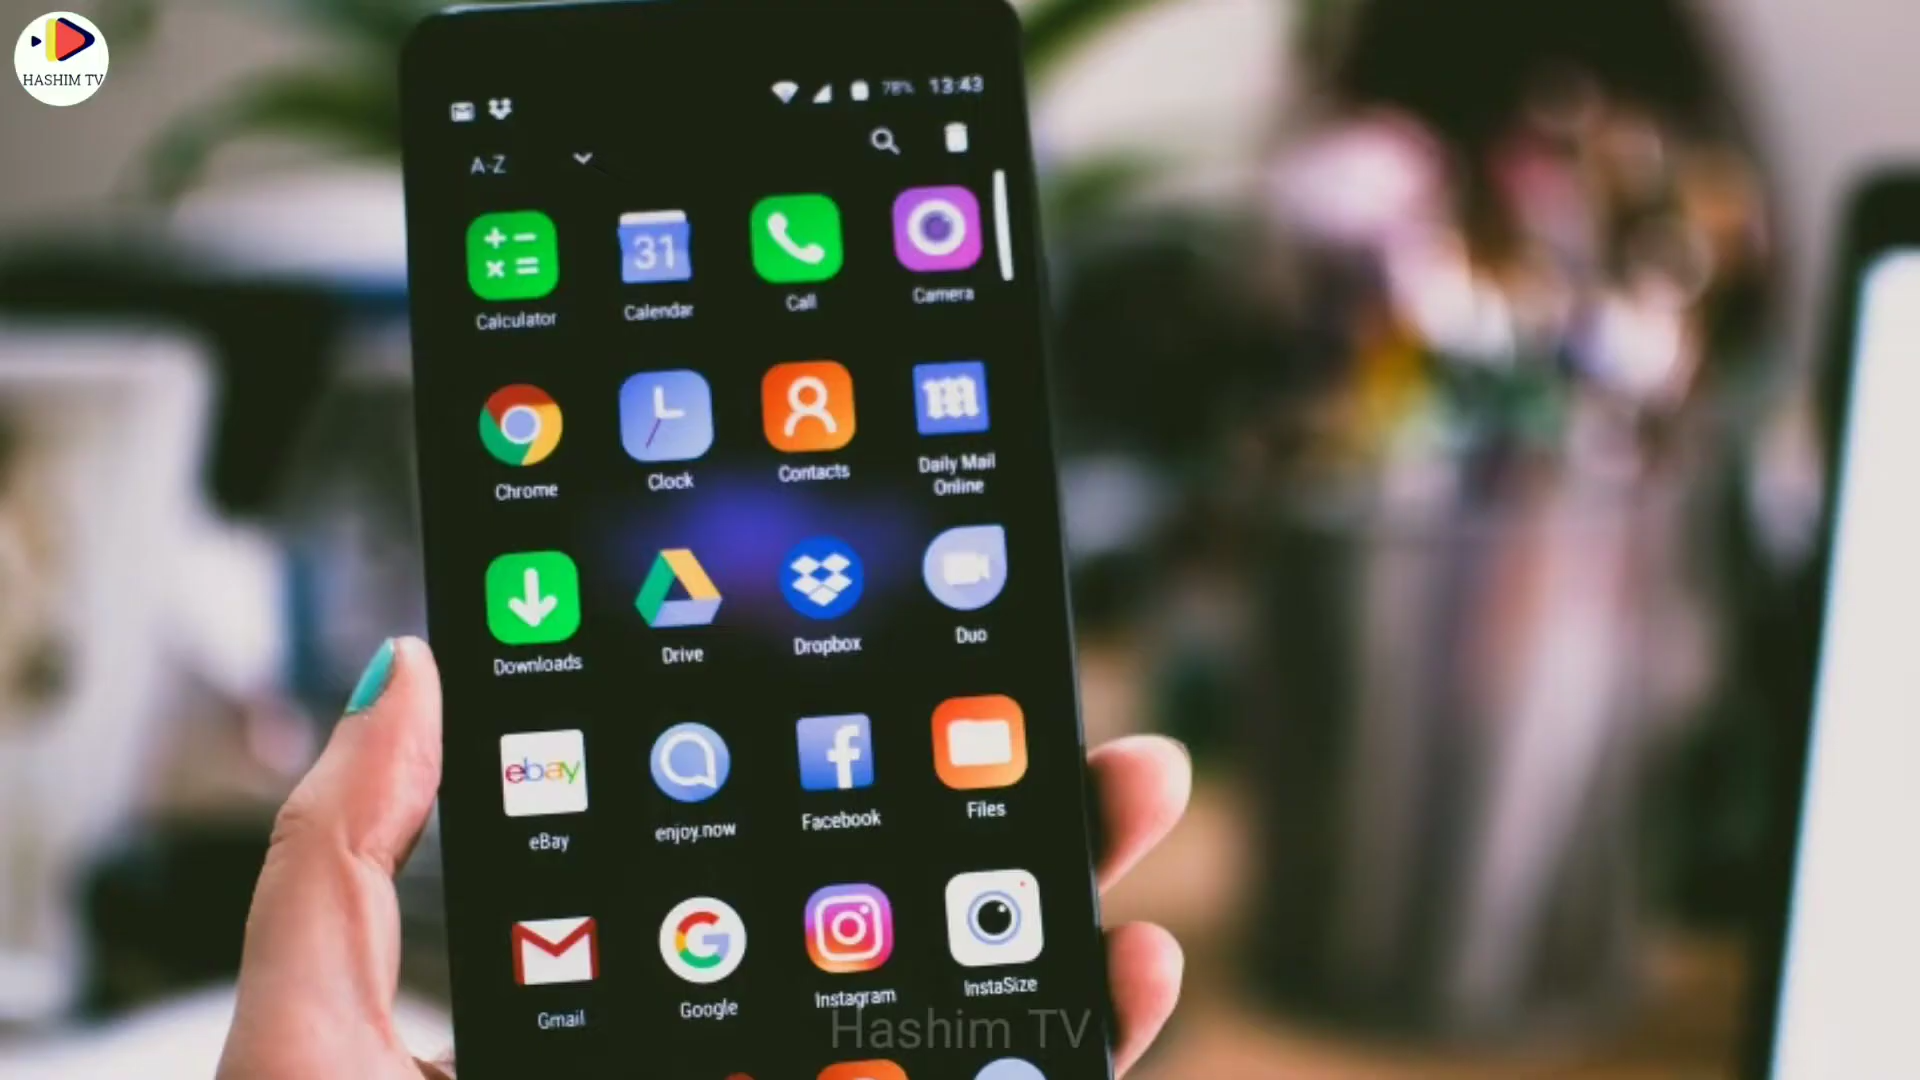 HASHIM TV
78% 13:43
A-Z
31
Calculator
Calendar
Call
Camera
Chrome
Clock
Contacts
Daily Mail
Online
Downloads
Drive
Dropbox
Duo
ebay
eBay
enjoy.now
Facebook
Files
Gmail
Google
Instagram
InstaSize
Hashim TV